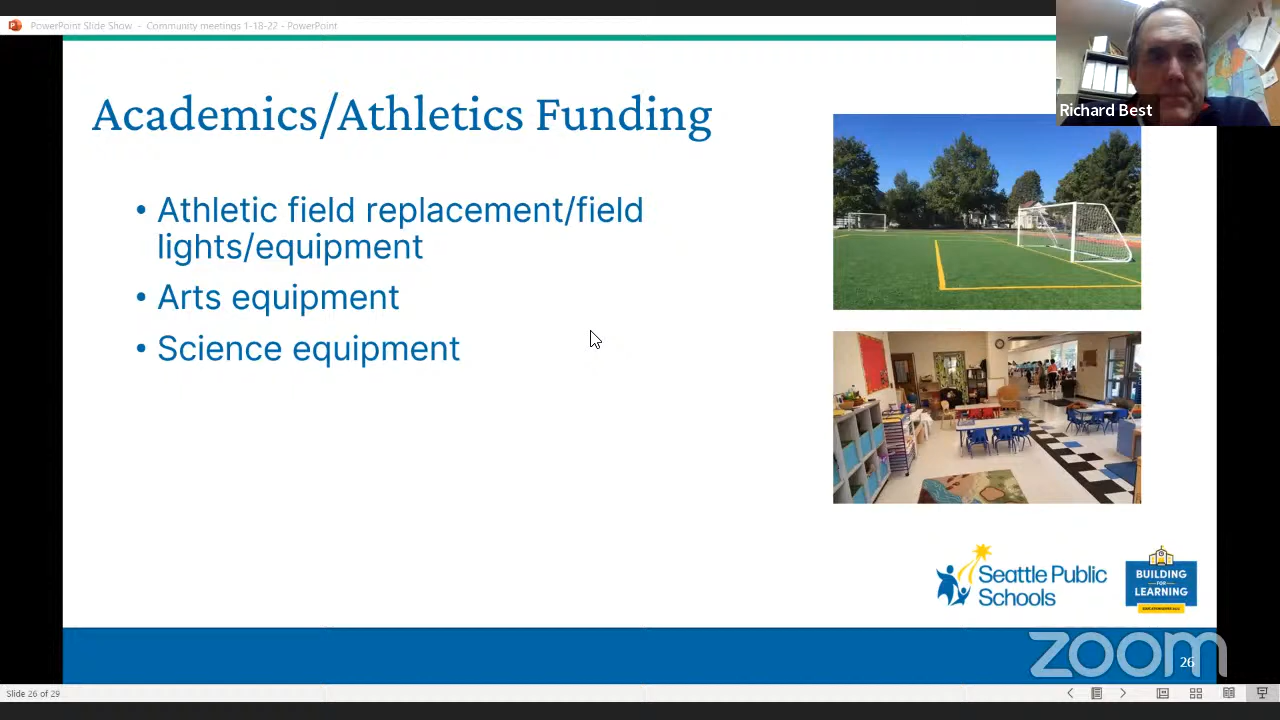 PowerPoint Slide Show - Community meetings 1-18-22 - PowerPoint
Richard Best
Academics/Athletics Funding
• Athletic field replacement/field
lights/equipment
• Arts equipment
• Science equipment
Seattle Public
Schools
BUILDING
FOR
LEARNING
zoom
26
Slide 26 of 29